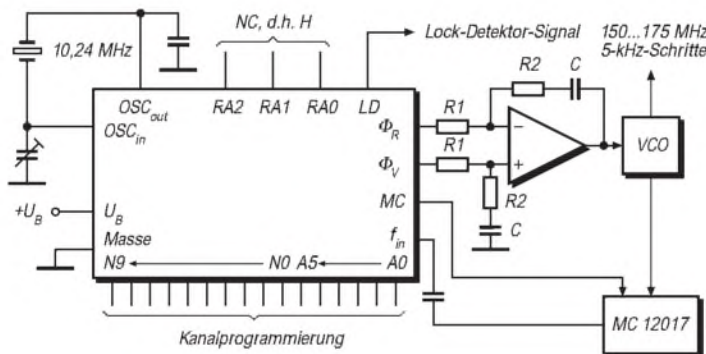 NC, d.h. H
Lock-Detektor-Signal
150...175 MHz
5-kHz-Schritte
10,24 MHz
R2
C
OSCout
RA2
RA1
RA0
LD
OSCin
ΦR
R1
−
ΦV
R1
+
VCO
+UB
UB
MC
R2
Masse
fin
C
N9
N0
A5
A0
Kanalprogrammierung
MC 12017